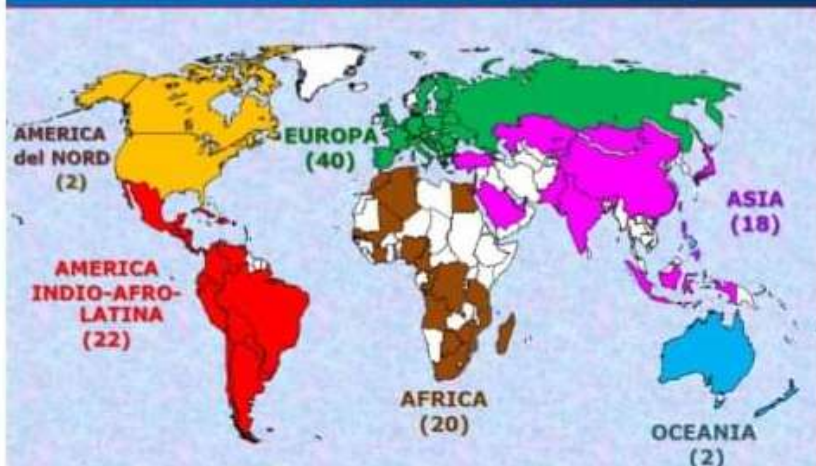 AMERICA
del NORD
(2)
EUROPA
(40)
ASIA
(18)
AMERICA
INDIO-AFRO-
LATINA
(22)
AFRICA
(20)
OCEANIA
(2)